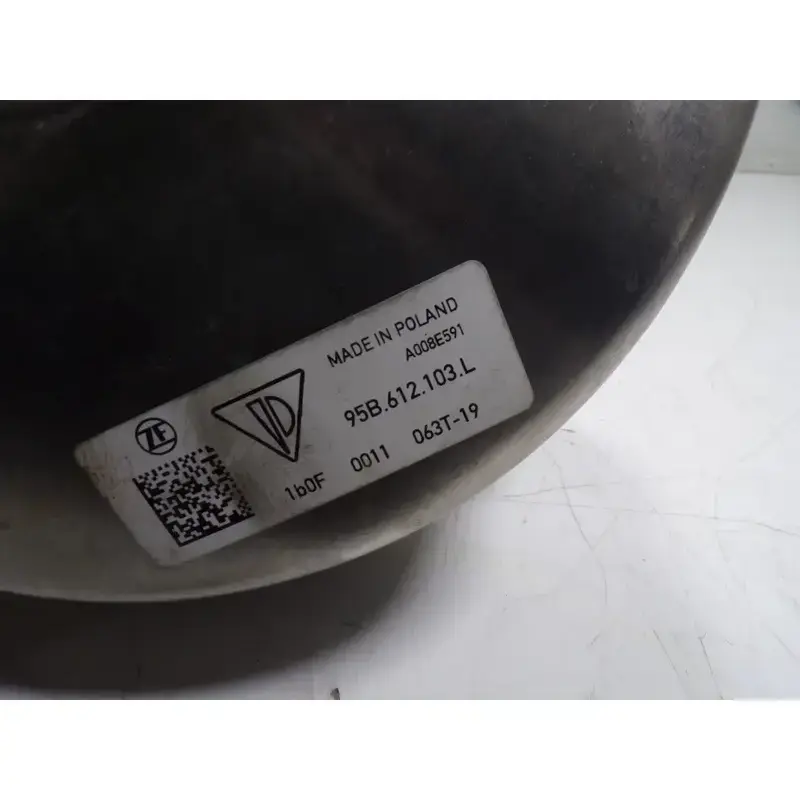 MADE IN POLAND
A008E591
95B.612.103.L
ZF
1b0F 0011 063T-19